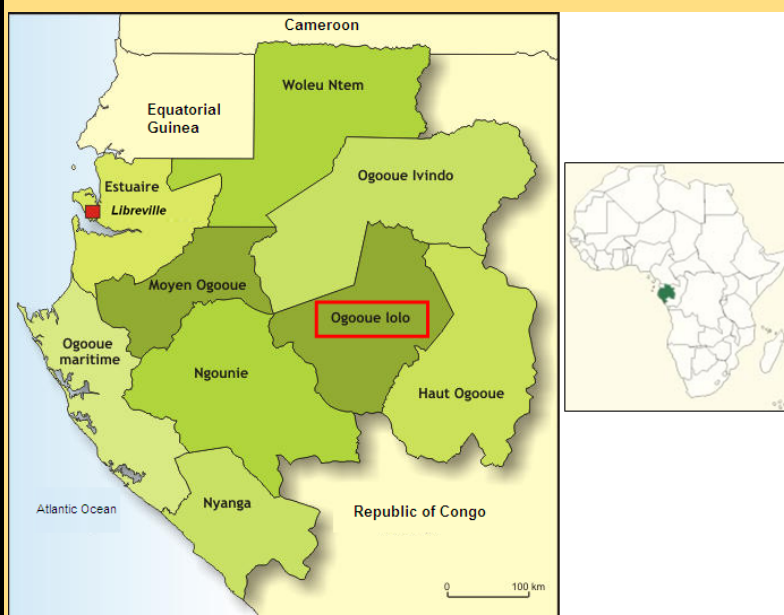 Cameroon
Woleu Ntem
Equatorial
Guinea
Ogooue Ivindo
Estuaire
Libreville
Moyen Ogooue
Ogooue lolo
Ogooue
maritime
Ngounie
Haut Ogooue
Nyanga
Atlantic Ocean
Republic of Congo
0 100 km